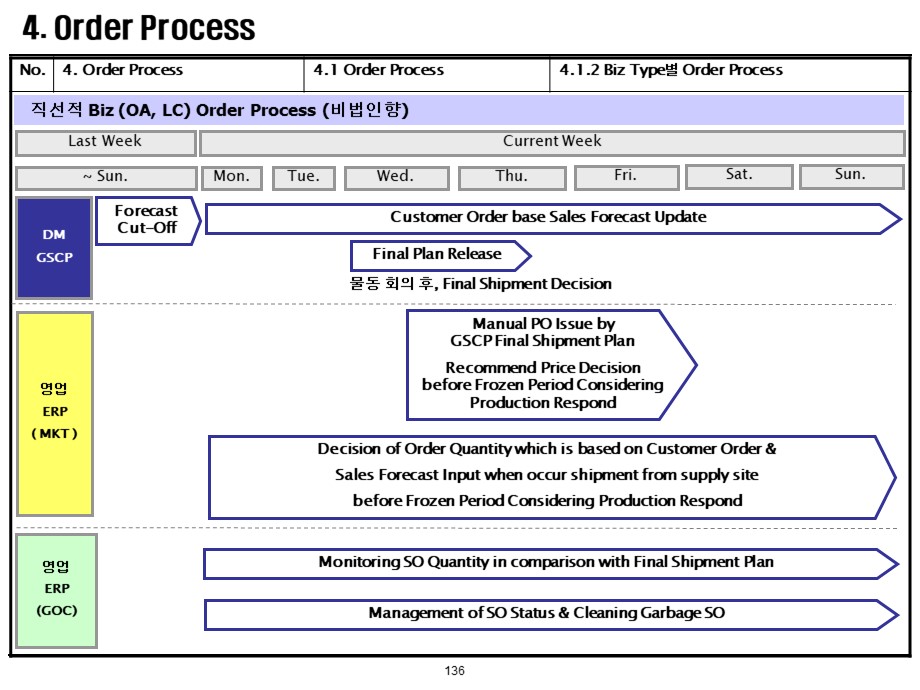 4. Order Process
No. 4. Order Process 4.1 Order Process 4.1.2 Biz Type별 Order Process
직선적 Biz (OA, LC) Order Process (비법인향)
Last Week Current Week
~ Sun. Mon. Tue. Wed. Thu. Fri. Sat. Sun.
DM
GSCP
Forecast
Cut-Off
Customer Order base Sales Forecast Update
Final Plan Release
물동 회의 후, Final Shipment Decision
영업
ERP
(MKT)
Manual PO Issue by
GSCP Final Shipment Plan
Recommend Price Decision
before Frozen Period Considering
Production Respond
Decision of Order Quantity which is based on Customer Order &
Sales Forecast Input when occur shipment from supply site
before Frozen Period Considering Production Respond
영업
ERP
(GOC)
Monitoring SO Quantity in comparison with Final Shipment Plan
Management of SO Status & Cleaning Garbage SO
136